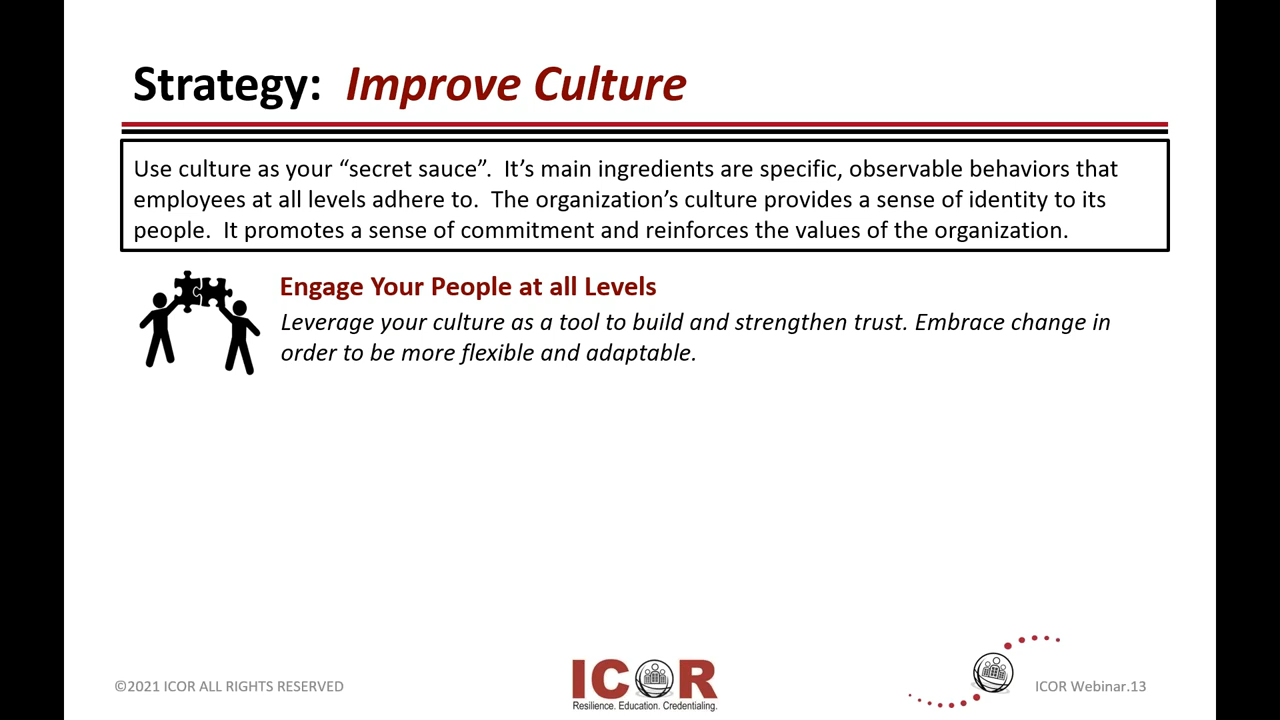 Strategy: Improve Culture
Use culture as your “secret sauce”. It’s main ingredients are specific, observable behaviors that
employees at all levels adhere to. The organization’s culture provides a sense of identity to its
people. It promotes a sense of commitment and reinforces the values of the organization.
Engage Your People at all Levels
Leverage your culture as a tool to build and strengthen trust. Embrace change in
order to be more flexible and adaptable.
©2021 ICOR ALL RIGHTS RESERVED
ICOR
Resilience. Education. Credentialing.
ICOR Webinar.13